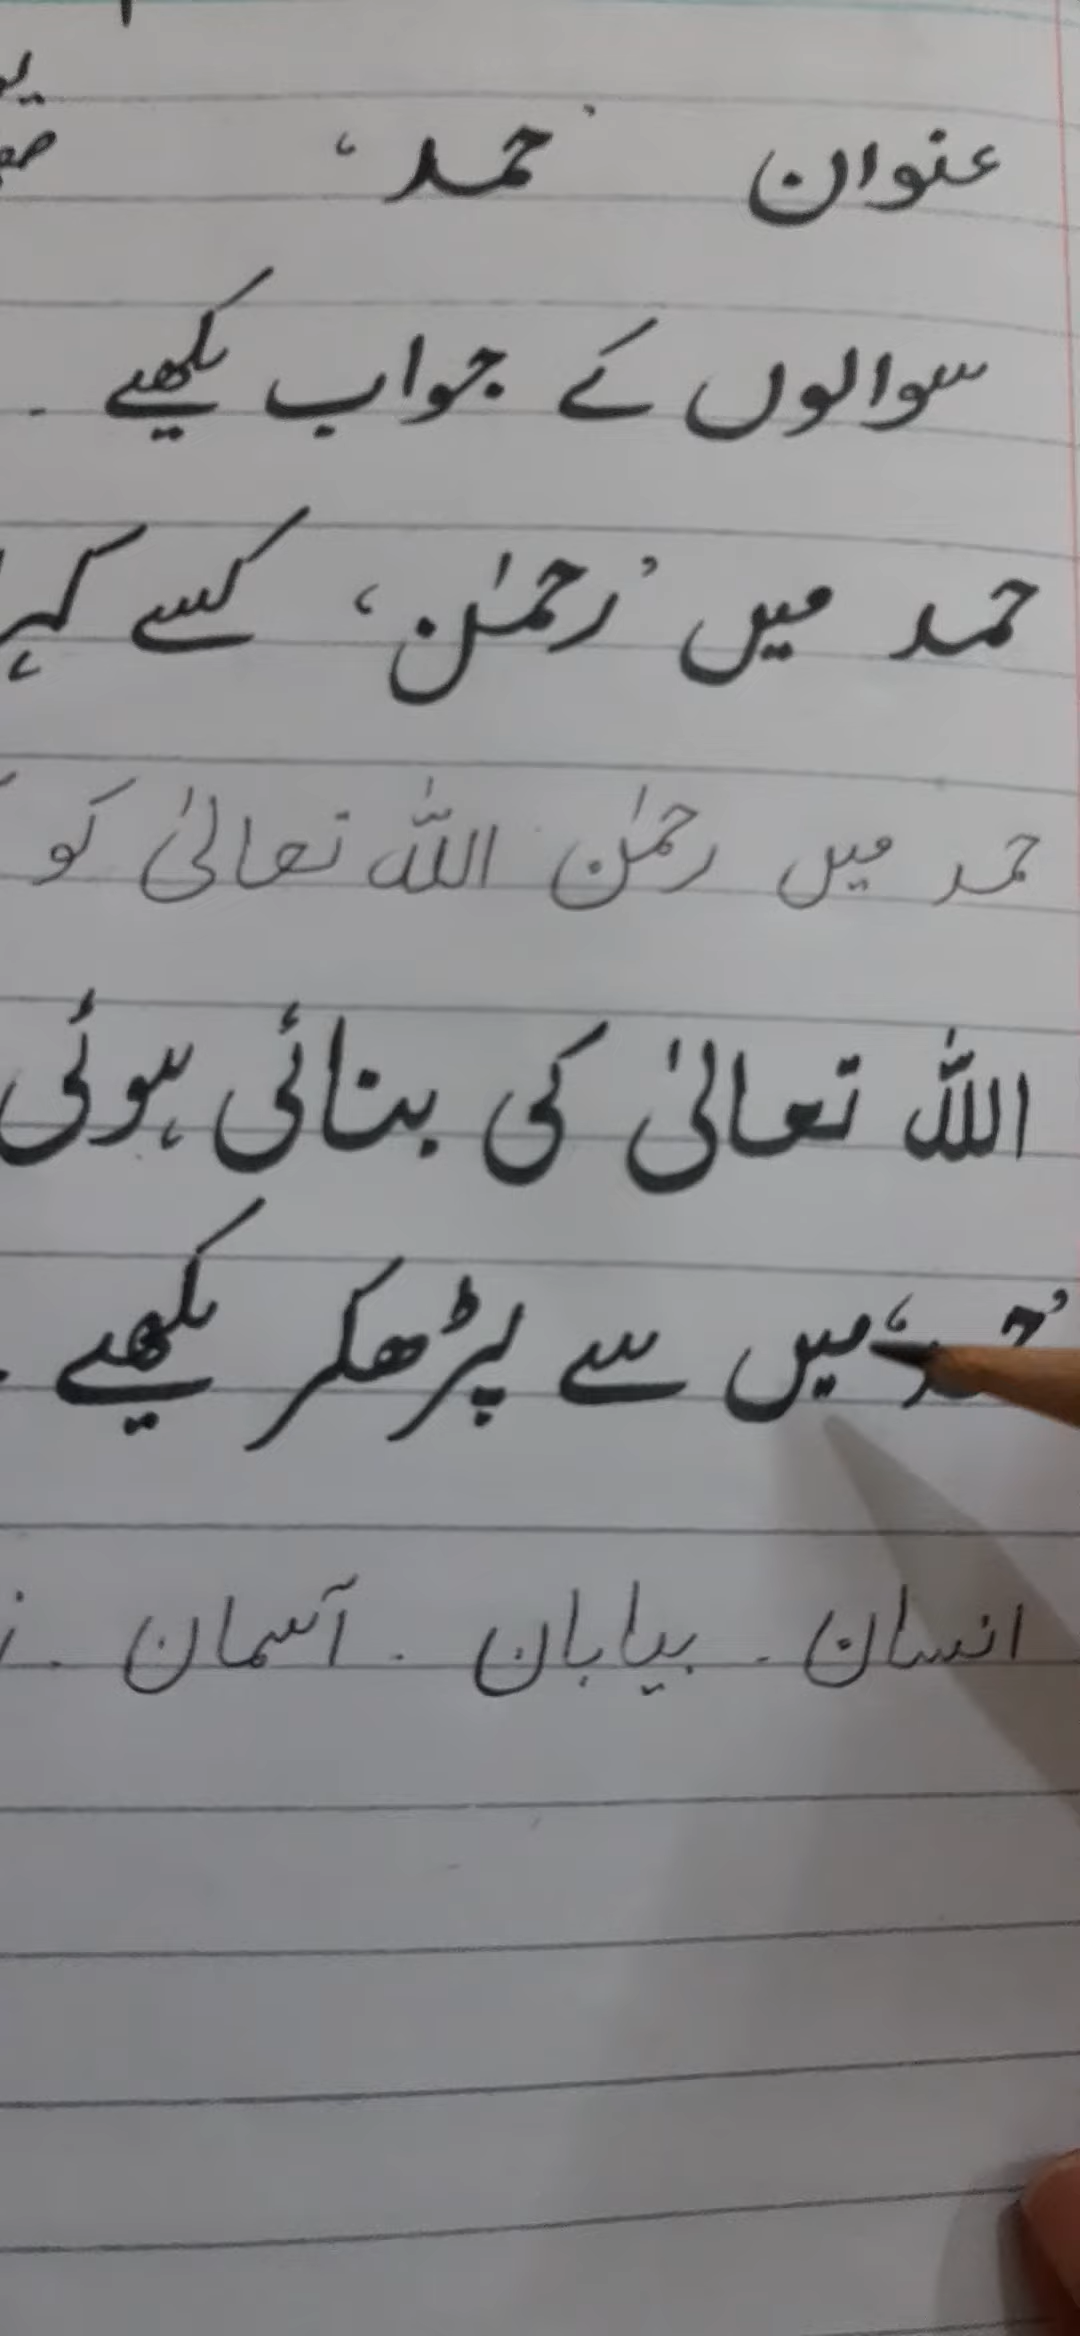 عنوان ’حمد‘
سوالوں کے جواب لکھیے ۔
حمد میں ’رحمٰن‘ کسے
حمد میں رحمٰن اللہ تعالیٰ کو
اللہ تعالیٰ کی بنائی ہوئی
’حمد‘ میں سے پڑھکر لکھیے ۔
انسان ۔ بیابان ۔ آسمان ۔